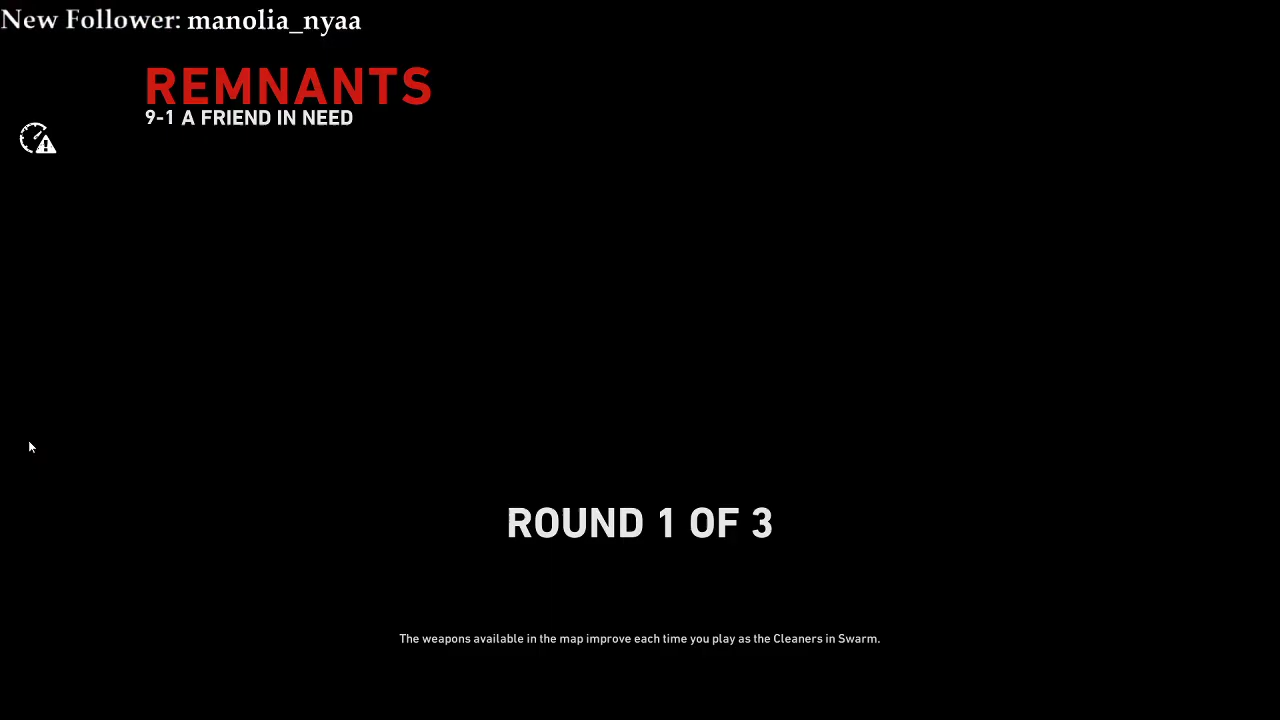 New Follower: manolia_nyaa
REMNANTS
9-1 A FRIEND IN NEED
ROUND 1 OF 3
The weapons available in the map improve each time you play as the Cleaners in Swarm.